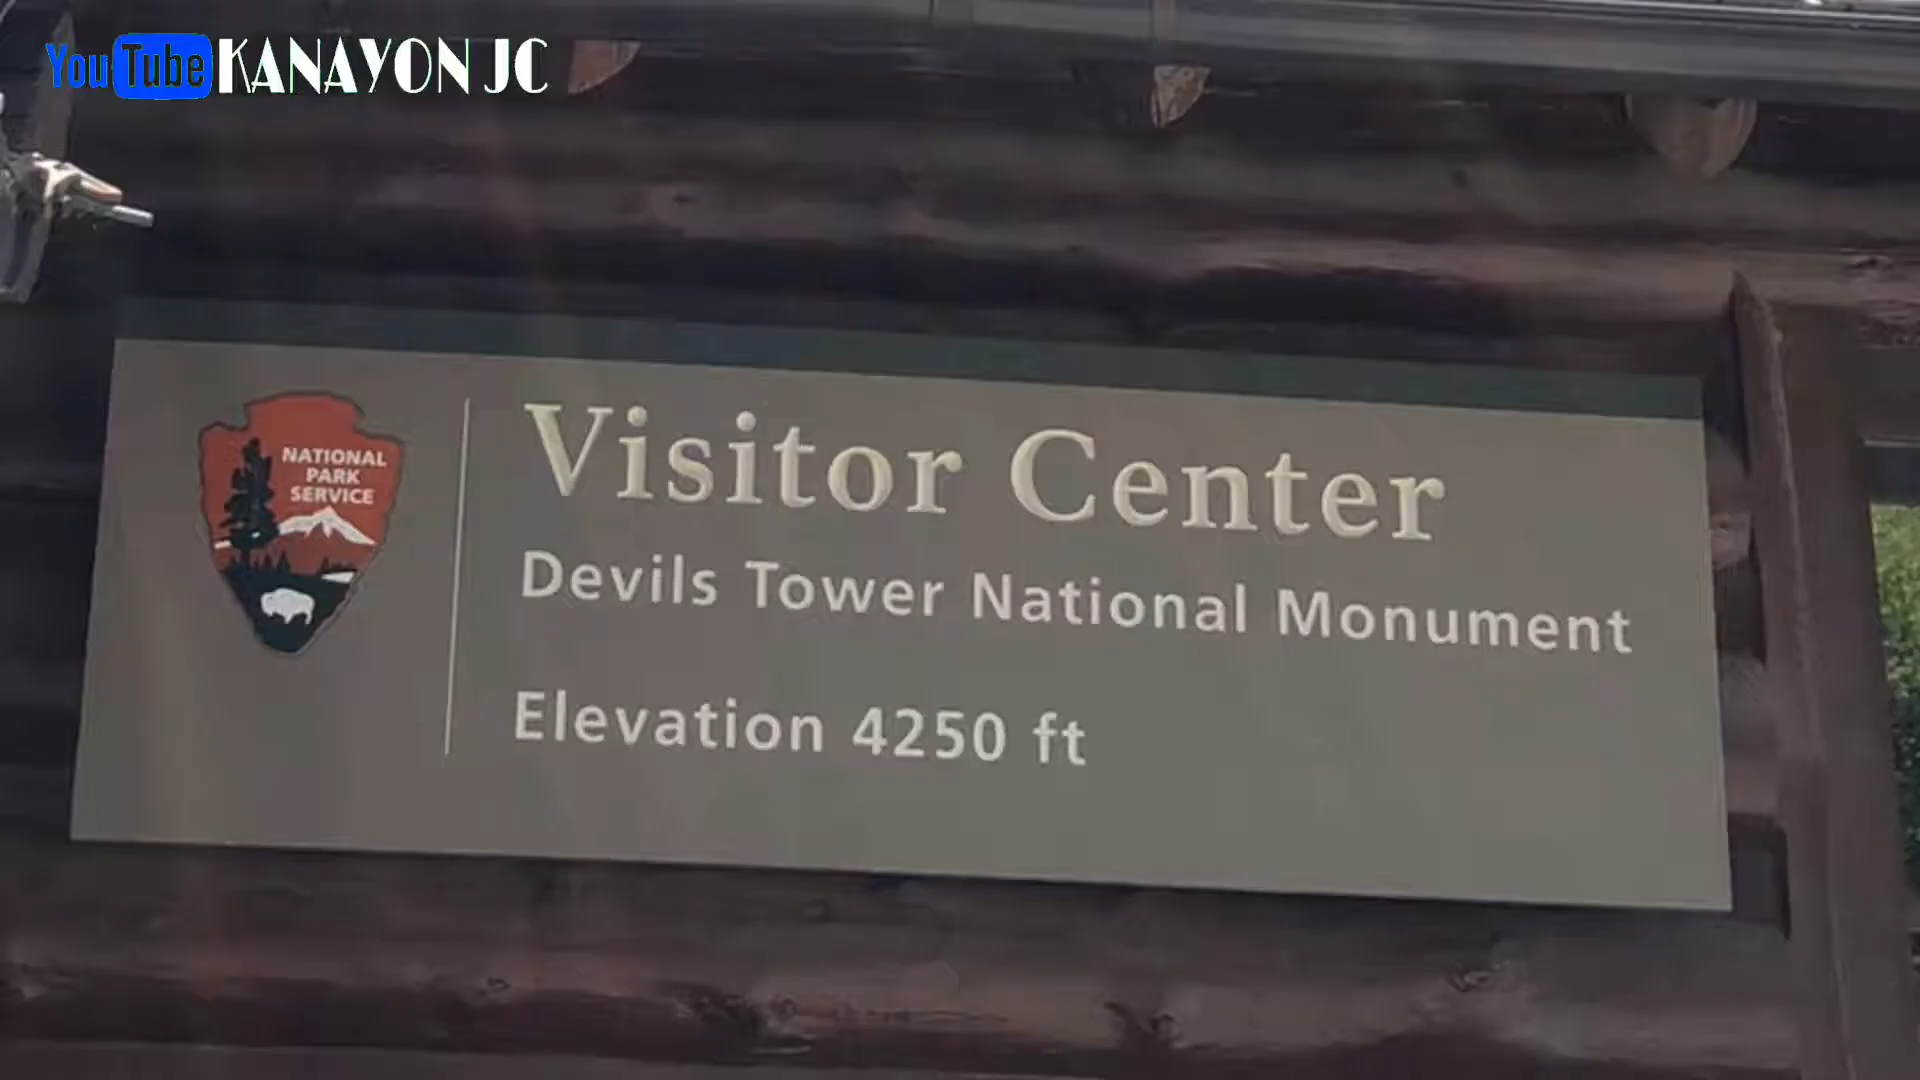 YouTube KANAYON JC
NATIONAL
PARK
SERVICE
Visitor Center
Devils Tower National Monument
Elevation 4250 ft